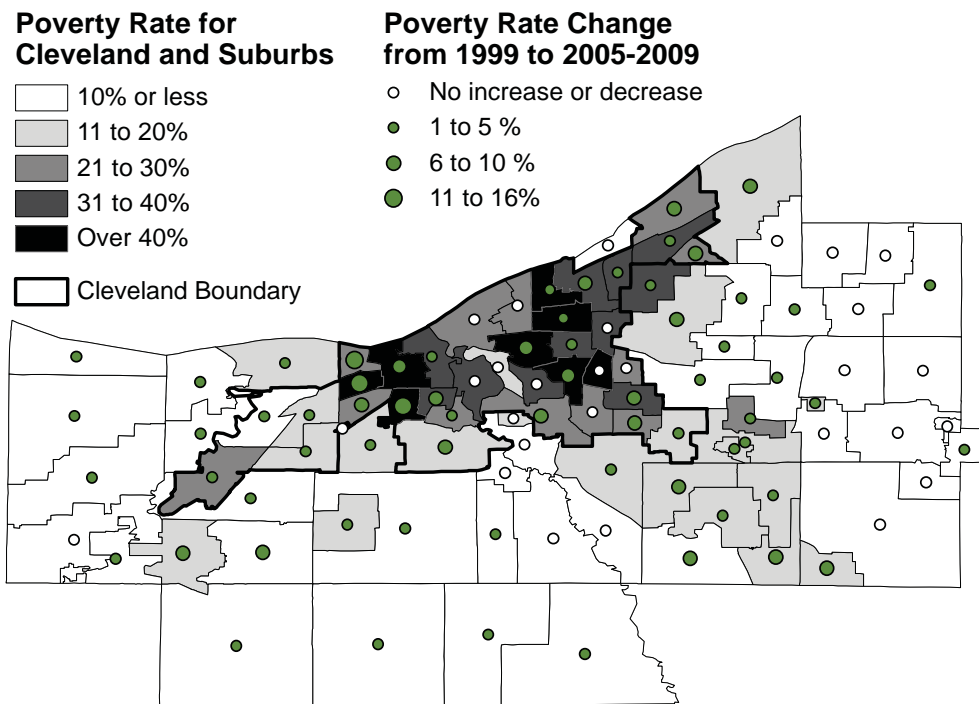 Poverty Rate for
Cleveland and Suburbs
10% or less
11 to 20%
21 to 30%
31 to 40%
Over 40%
Cleveland Boundary
Poverty Rate Change
from 1999 to 2005-2009
No increase or decrease
1 to 5 %
6 to 10 %
11 to 16%